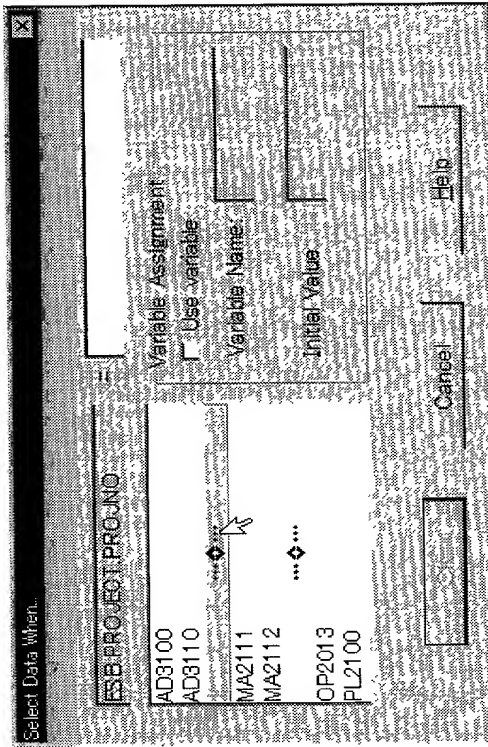 Select Data When...
ESB.PROJECT.PROJNO
=
AD3100
AD3110
MA2111
MA2112
OP2013
PL2100
Variable Assignment
Use variable
Variable Name:
Initial Value
Cancel
Help